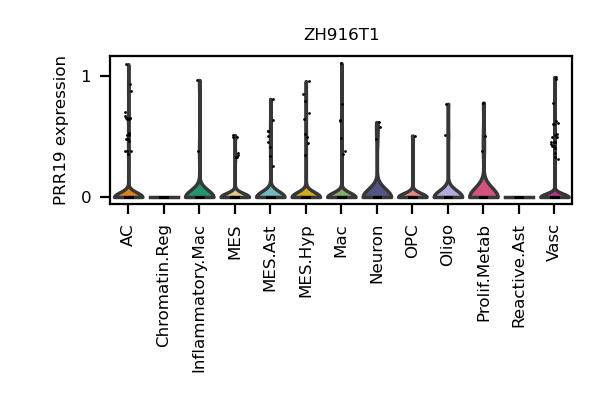 ZH916T1
PRR19 expression
1
0
AC
Chromatin.Reg
Inflammatory.Mac
MES
MES.Ast
MES.Hyp
Mac
Neuron
OPC
Oligo
Prolif.Metab
Reactive.Ast
Vasc